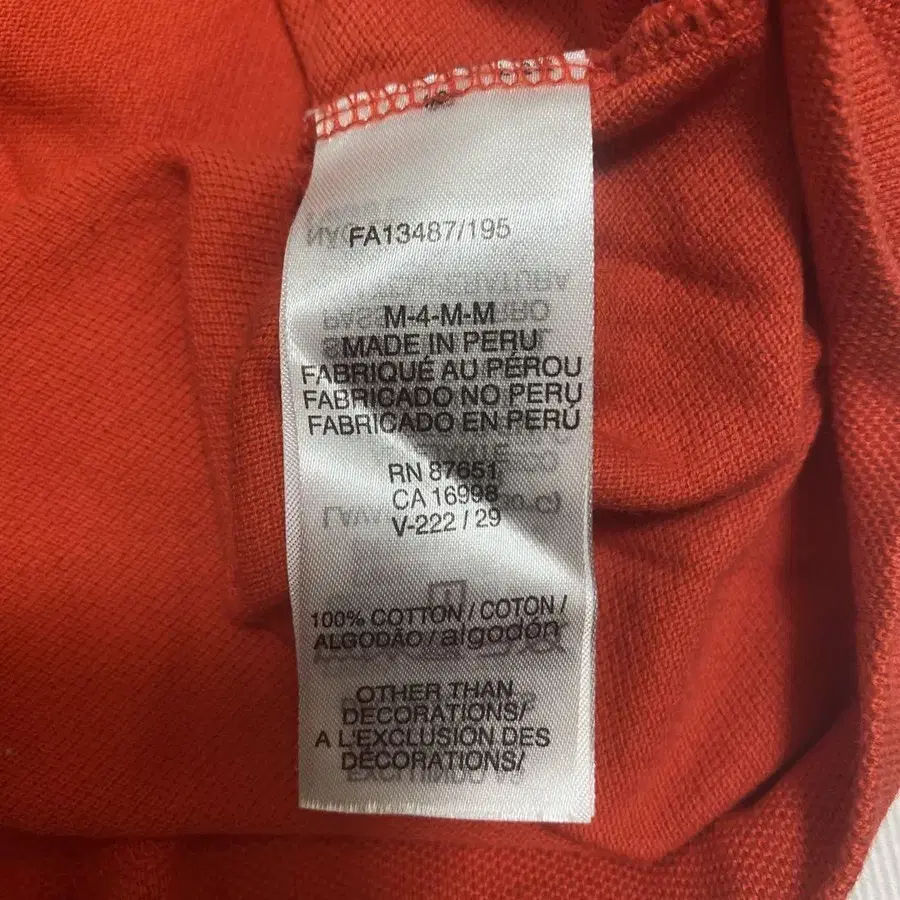 FA13487/195
M-4-M-M
MADE IN PERU
FABRIQUÉ AU PÉROU
FABRICADO NO PERU
FABRICADO EN PERÚ
RN 87651
CA 16998
V-222 / 29
100% COTTON / COTON /
ALGODÃO / algodón
OTHER THAN
DECORATIONS/
A L'EXCLUSION DES
DÉCORATIONS/